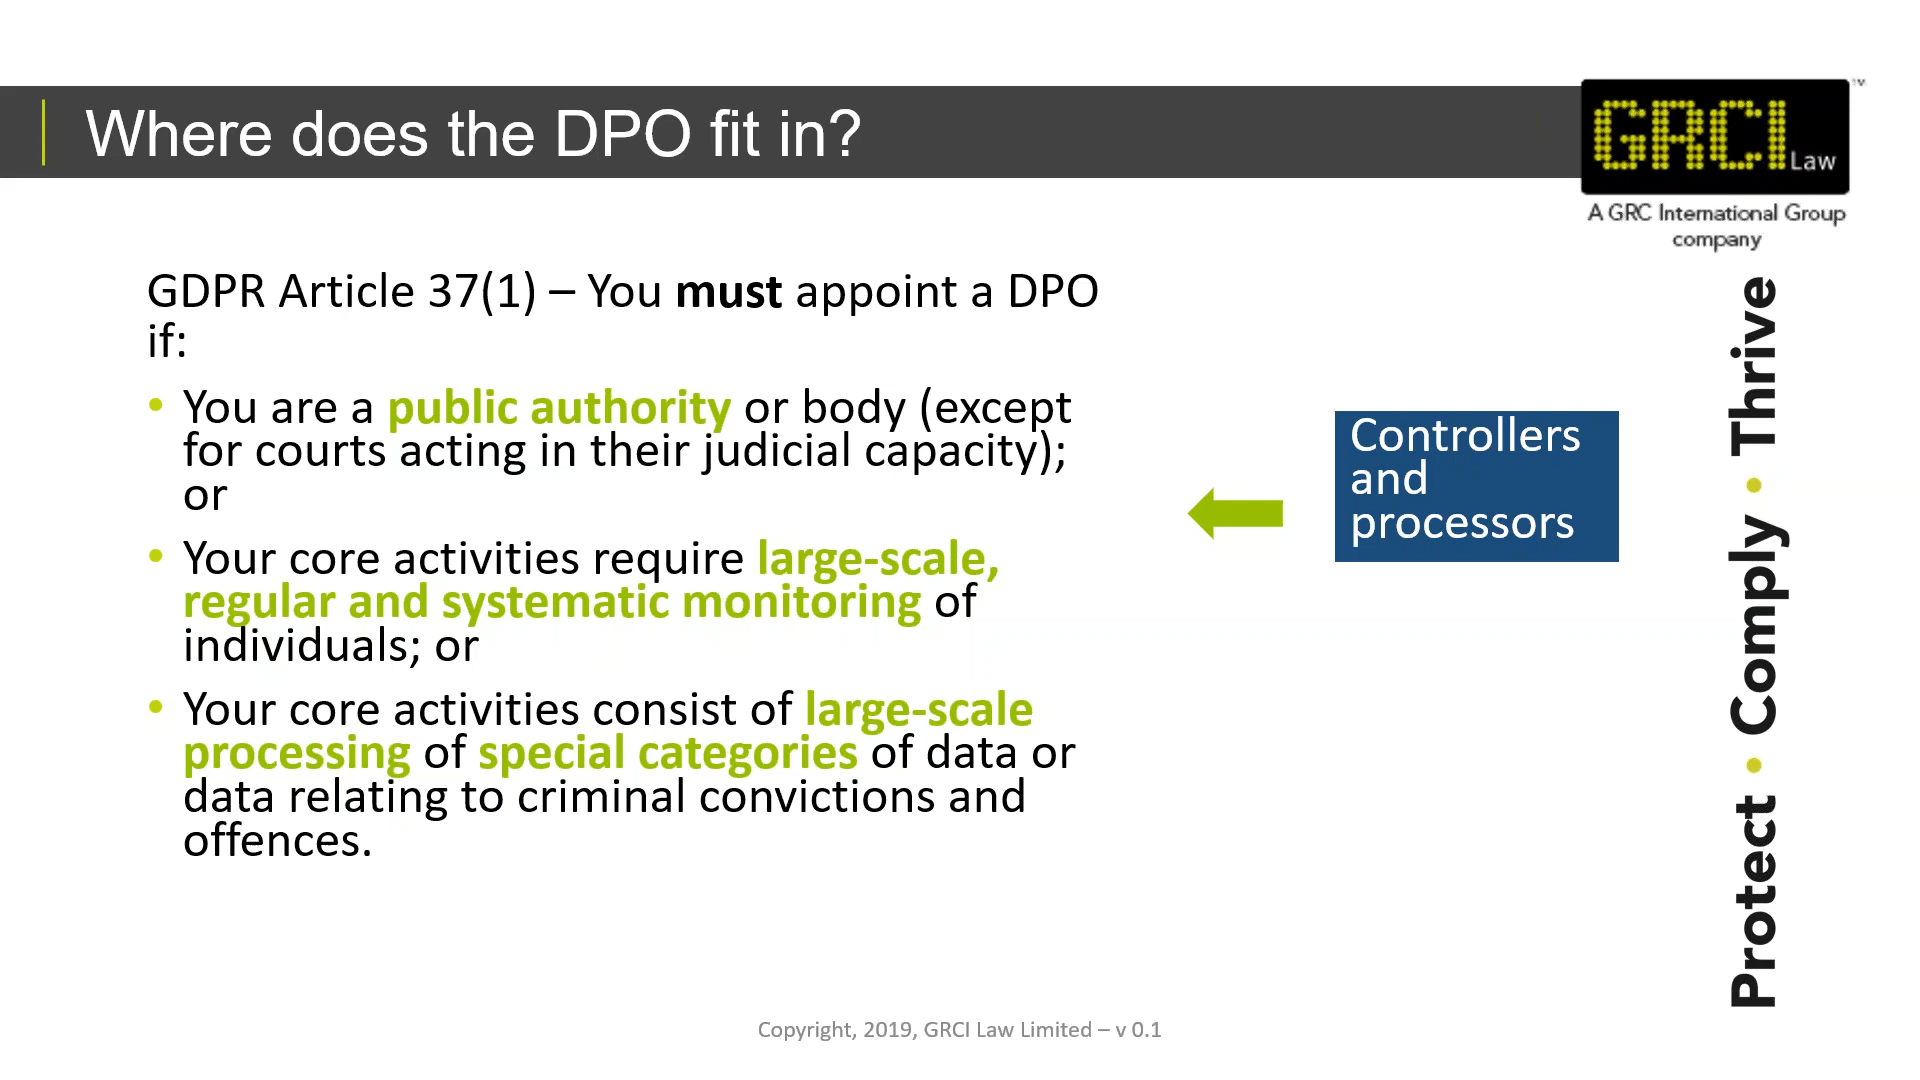 Where does the DPO fit in?
GRCI Law
TM
A GRC International Group
company
GDPR Article 37(1) – You must appoint a DPO
if:
• You are a public authority or body (except
for courts acting in their judicial capacity);
or
• Your core activities require large-scale,
regular and systematic monitoring of
individuals; or
• Your core activities consist of large-scale
processing of special categories of data or
data relating to criminal convictions and
offences.
Controllers
and
processors
Protect • Comply • Thrive
Copyright, 2019, GRCI Law Limited – v 0.1